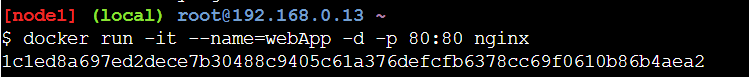 [node1] (local) root@192.168.0.13 ~
$ docker run -it --name=webApp -d -p 80:80 nginx
1c1ed8a697ed2dece7b30488c9405c61a376defcfb6378cc69f0610b86b4aea2